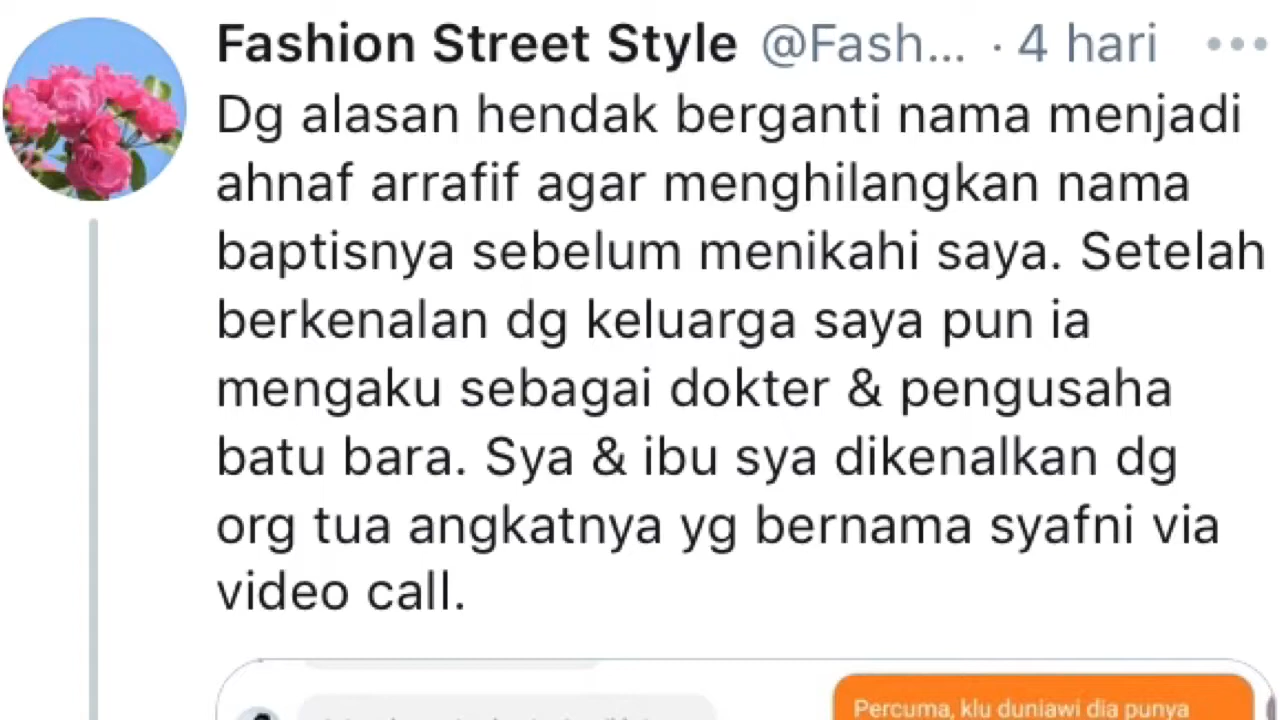 Fashion Street Style @Fash... · 4 hari
Dg alasan hendak berganti nama menjadi
ahnaf arrafif agar menghilangkan nama
baptisnya sebelum menikahi saya. Setelah
berkenalan dg keluarga saya pun ia
mengaku sebagai dokter & pengusaha
batu bara. Sya & ibu sya dikenalkan dg
org tua angkatnya yg bernama syafni via
video call.
Percuma, klu duniawi dia punya